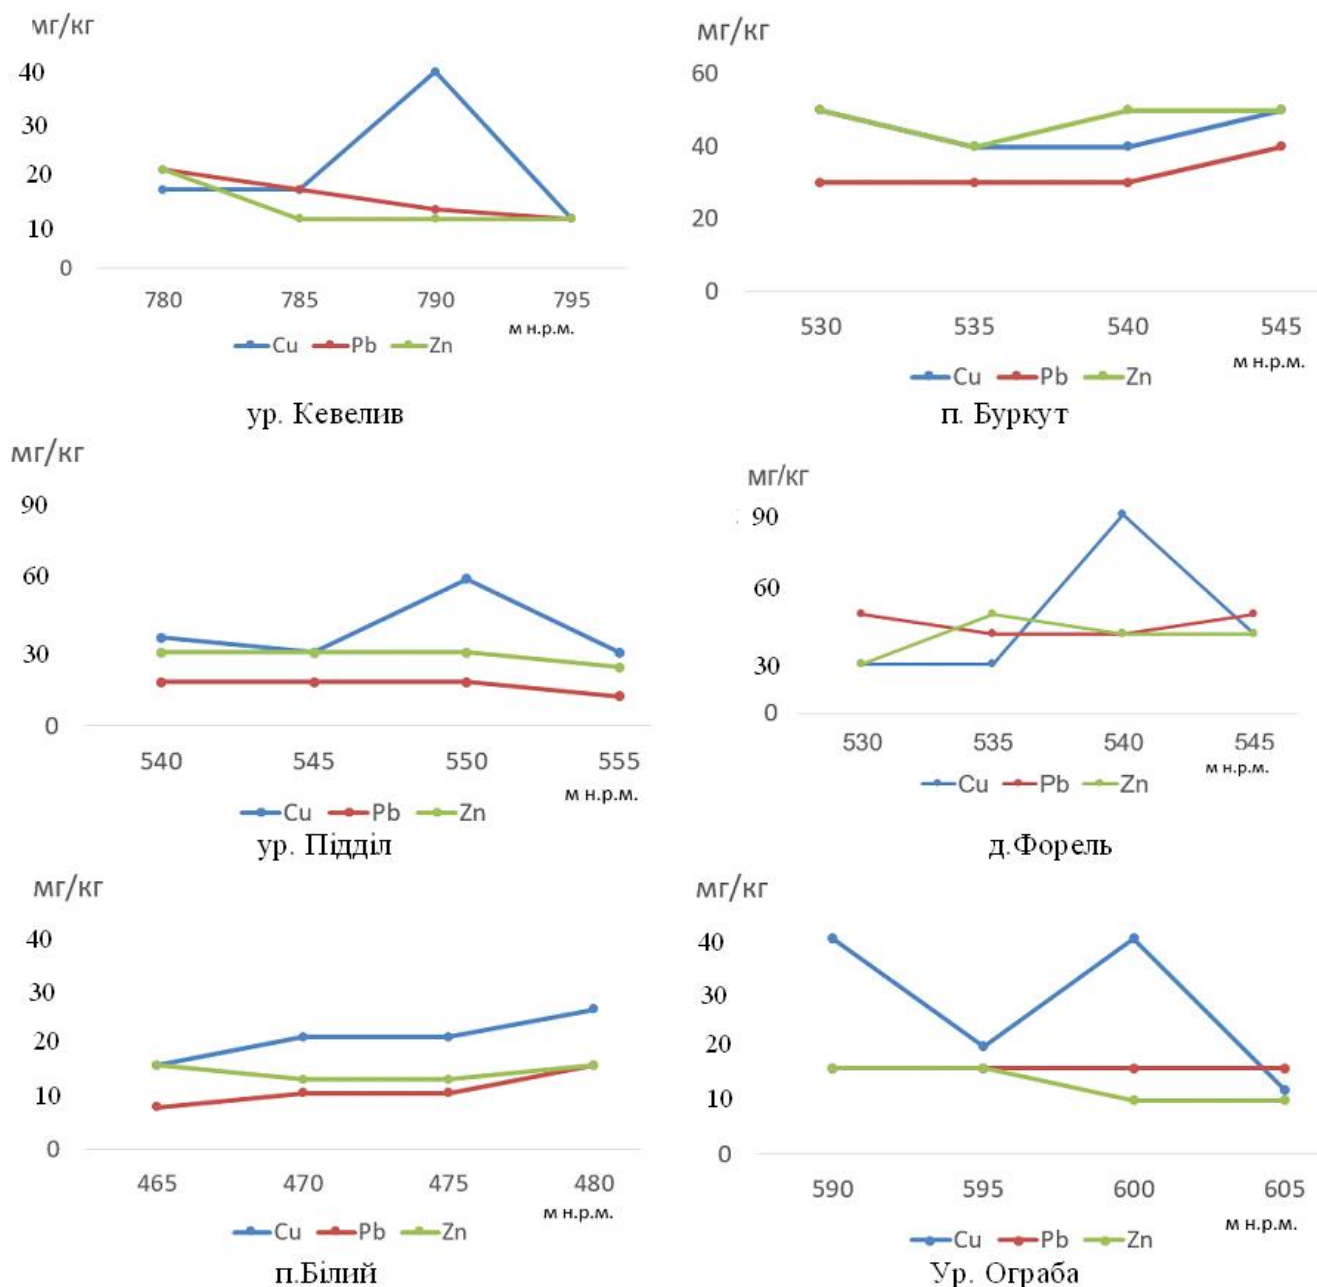 мг/кг
40
30
20
10
0
780 785 790 795
м н.р.м.
Cu Pb Zn
ур. Кевелив
мг/кг
60
40
20
0
530 535 540 545
м н.р.м.
Cu Pb Zn
п. Буркут
мг/кг
90
60
30
0
540 545 550 555
м н.р.м.
Cu Pb Zn
ур. Підділ
мг/кг
90
60
30
0
530 535 540 545
м н.р.м.
Cu Pb Zn
д.Форель
мг/кг
40
30
20
10
0
465 470 475 480
м н.р.м.
Cu Pb Zn
п.Білий
мг/кг
40
30
20
10
0
590 595 600 605
м н.р.м.
Cu Pb Zn
Ур. Ограба